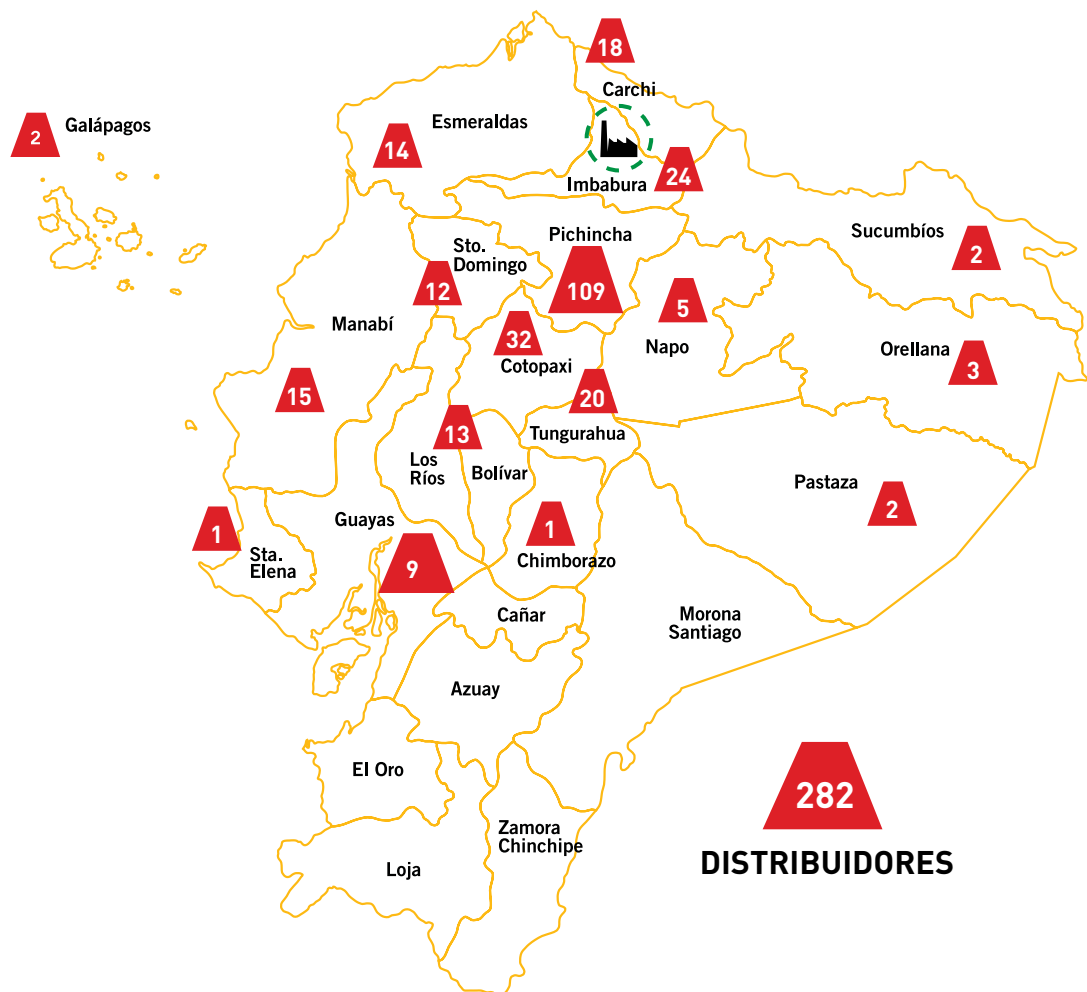 18
Carchi
2
Galápagos
Esmeraldas
14
Imbabura
24
Sucumbíos
2
Pichincha
109
Sto.
Domingo
12
5
Napo
Manabí
32
Cotopaxi
Orellana
3
15
20
Tungurahua
13
Los
Ríos
Bolívar
Pastaza
2
Guayas
1
Sta.
Elena
1
Chimborazo
9
Cañar
Morona
Santiago
Azuay
El Oro
282
DISTRIBUIDORES
Zamora
Chinchipe
Loja